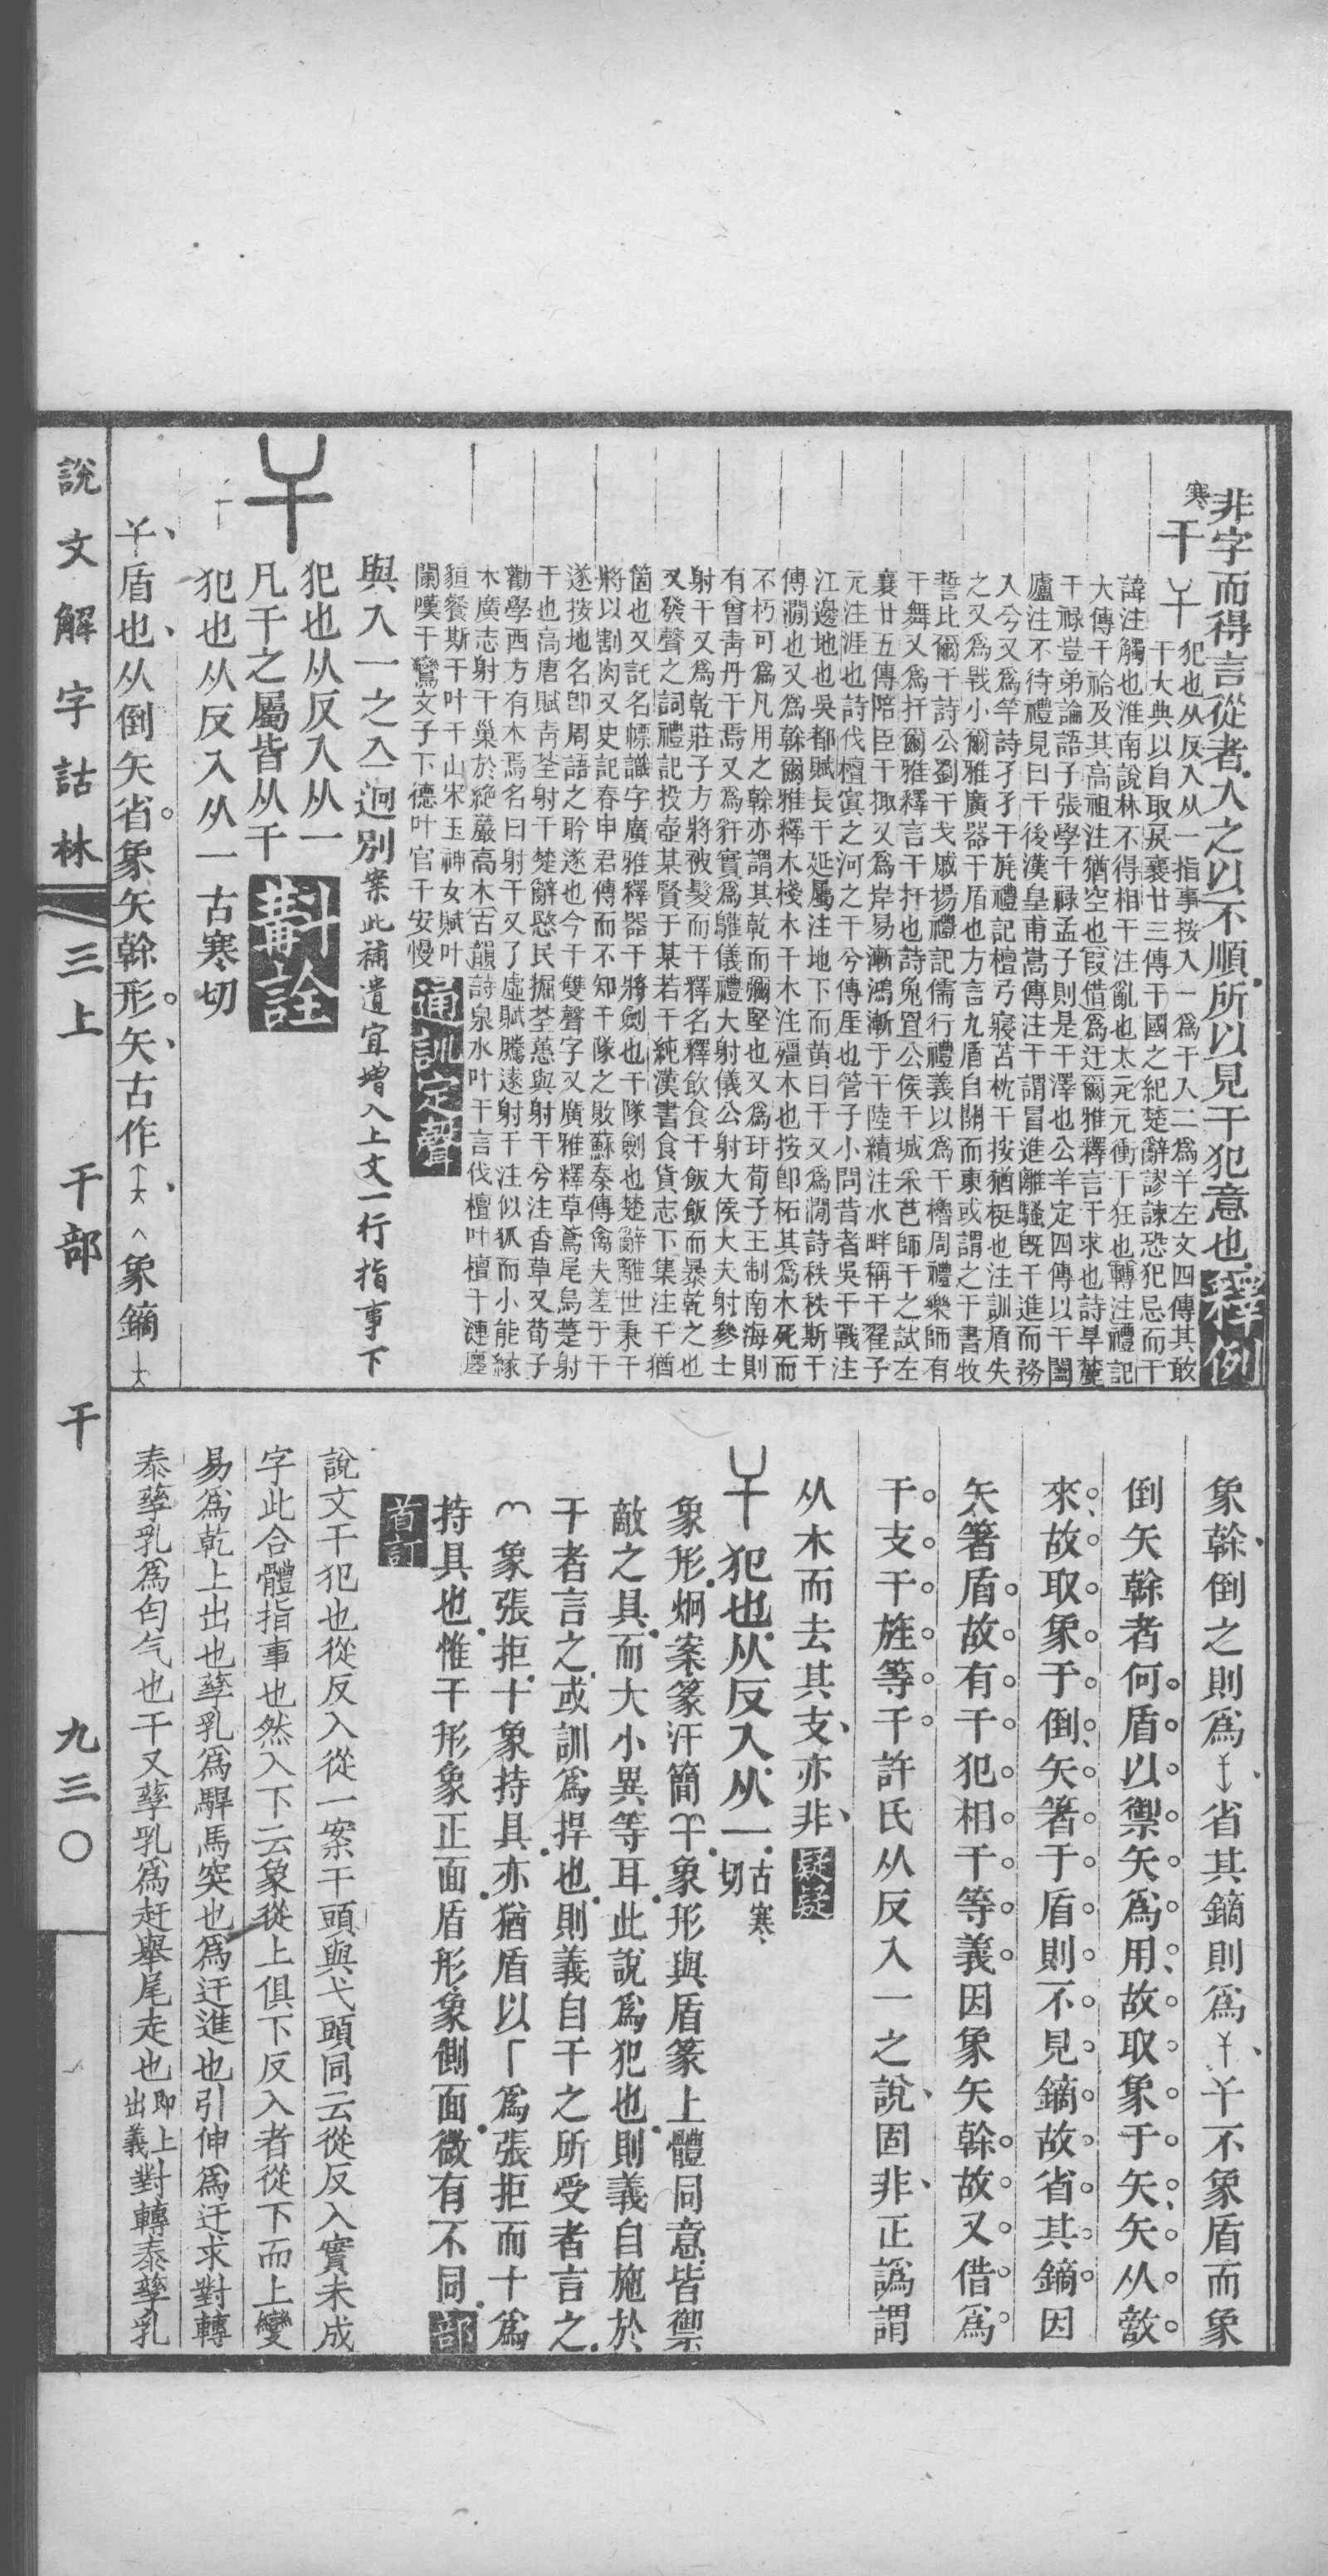 非字而得言從者人之以不順所以見干犯意也釋例
寒
干
犯也从反入从一指事按入一爲干入二爲𢆉左文四傳其敢
干大典以自取戾襄廿三傳干國之紀楚辭謬諫恐犯忌而干
諱注觸也淮南說林不得相干注亂也太元元衝干狂也轉注禮記
大傳干祫及其高祖注猶空也叚借爲迂爾雅釋言干求也詩旱麓
干祿豈弟論語子張學干祿孟子則是干澤也公羊定四傳以干闔
廬注不待禮見曰干後漢皇甫嵩傳注干謂冒進離騷旣干進而務
入今又爲竿詩孑孑干旄禮記檀弓寢苫枕干按猶梃也注訓盾失
之又爲戰小爾雅廣器干盾也方言九盾自關而東或謂之干書牧
誓比爾干詩公劉干戈戚揚禮記儒行禮義以爲干櫓周禮樂師有
干舞又爲扞爾雅釋言干扞也詩兔罝公侯干城采芑師干之試左
襄廿五傳陪臣干掫又爲岸易漸鴻漸于干陸績注水畔稱干翟子
元注涯也詩伐檀寘之河之干兮傳厓也管子小問昔者吳干戰注
江邊地也吳都賦長干延屬注地下而黃曰干又爲澗詩秩秩斯干
傳澗也又爲榦爾雅釋木棧木干木注殭木也按卽柘其爲木死而
不朽可爲凡用之榦亦謂其乾而彌堅也又爲玕荀子王制南海則
有曾靑丹干焉又爲豻實爲䮧儀禮大射儀公射大侯大夫射參士
射干又爲乾莊子方將被髮而干釋名釋飮食干飯飯而暴乾之也
又發聲之詞禮記投壺某賢于某若干純漢書食貨志下集注干猶
箇也又託名幖識字廣雅釋器干將劍也干隊劍也楚辭離世秉干
將以割肉又史記春申君傳而不知干隧之敗蘇秦傳禽夫差于干
遂按地名卽周語之聆遂也今干雙聲字又廣雅釋草鳶尾烏萐射
干也高唐賦靑荃射干楚辭愍民掘荃蕙與射干兮注香草又荀子
勸學西方有木焉名曰射干又子虛賦騰遠射干注似狐而小能緣
木廣志射干巢於絶巖高木古韻詩泉水叶干言伐檀叶檀干漣廛
貆餐斯干叶干山宋玉神女賦叶
闌嘆干鸞文子下德叶官干安慢
通訓定聲
與入一之入迥別案此補遺宜增入上文一行指事下
犯也从反入从一
凡干之屬皆从干
斠詮
犯也从反入从一古寒切
盾也从倒矢省象矢榦形矢古作 象鏑
象榦倒之則爲 省其鏑則爲 不象盾而象
倒矢榦者何盾以禦矢爲用故取象于矢矢从敵
來故取象于倒矢箸于盾則不見鏑故省其鏑因
矢箸盾故有干犯相干等義因象矢榦故又借爲
干支干旌等干許氏从反入一之說固非正譌謂
从木而去其支亦非疑疑
犯也从反入从一古寒切
象形炯案篆汗簡 象形與盾篆上體同意皆禦
敵之具而大小異等耳此說爲犯也則義自施於
干者言之或訓爲捍也則義自干之所受者言之
象張拒十象持具亦猶盾以 爲張拒而十爲
持具也惟干形象正面盾形象側面微有不同部
首訂
說文干犯也從反入從一案干頭與弋頭同云從反入實未成
字此合體指事也然入下云象從上俱下反入者從下而上變
易爲乾上出也孳乳爲駻馬突也爲迀進也引伸爲迀求對轉
泰孳乳爲匄气也干又孳乳爲赶舉尾走也卽上出義對轉泰孳乳
說文解字詁林 三上 干部 干 九三〇